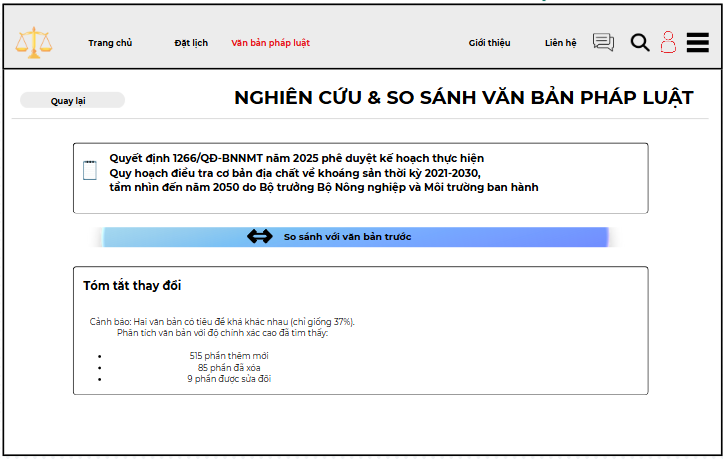 Trang chủ
Đặt lịch
Văn bản pháp luật
Giới thiệu
Liên hệ
Quay lại
NGHIÊN CỨU & SO SÁNH VĂN BẢN PHÁP LUẬT
Quyết định 1266/QĐ-BNNMT năm 2025 phê duyệt kế hoạch thực hiện
Quy hoạch điều tra cơ bản địa chất về khoáng sản thời kỳ 2021-2030,
tầm nhìn đến năm 2050 do Bộ trưởng Bộ Nông nghiệp và Môi trường ban hành
So sánh với văn bản trước
Tóm tắt thay đổi
Cảnh báo: Hai văn bản có tiêu đề khá khác nhau (chỉ giống 37%).
Phân tích văn bản với độ chính xác cao đã tìm thấy:
• 515 phần thêm mới
• 85 phần đã xóa
• 9 phần được sửa đổi